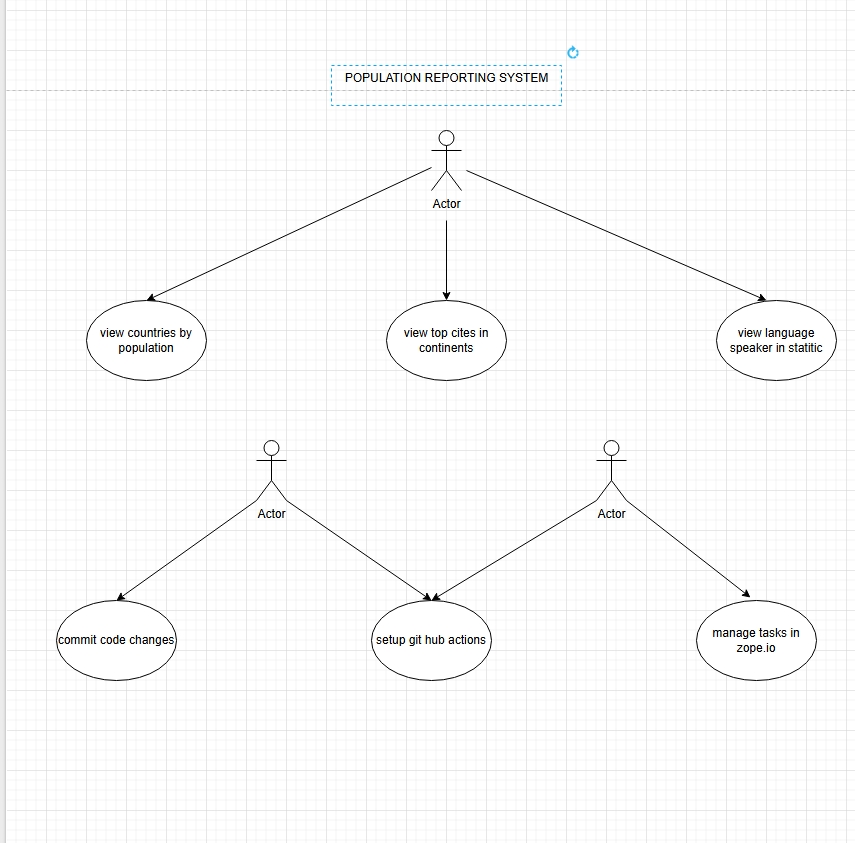 POPULATION REPORTING SYSTEM
Actor
view countries by
population
view top cites in
continents
view language
speaker in statitic
Actor
Actor
commit code changes
setup git hub actions
manage tasks in
zope.io